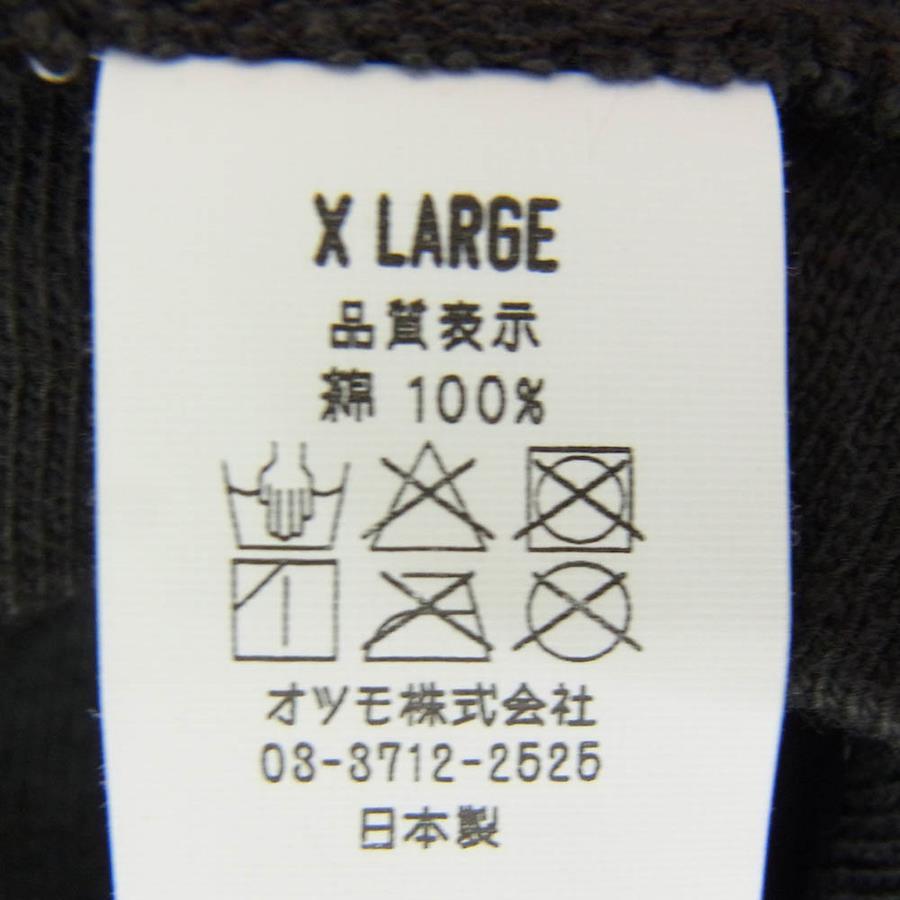 X LARGE
品質表示
綿 100%
オツモ株式会社
03-3712-2525
日本製